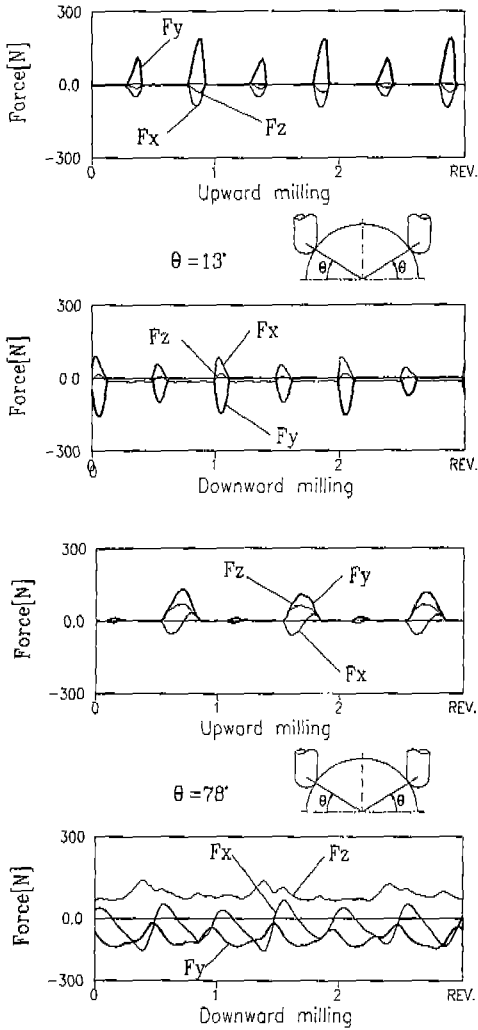 300
Fy
Force[N]
0.0
Fz
Fx
-300
0 1 2 REV.
Upward milling
θ = 13°
θ θ
300
Fz Fx
Force[N]
0 0
Fy
-300
0 1 2 REV.
Downward milling
300
Fz Fy
Force[N]
0.0
Fx
-300
0 1 2 REV.
Upward milling
θ = 78°
θ θ
300
Fx Fz
Force[N]
0.0
Fy
-300
0 1 2 REV.
Downward milling